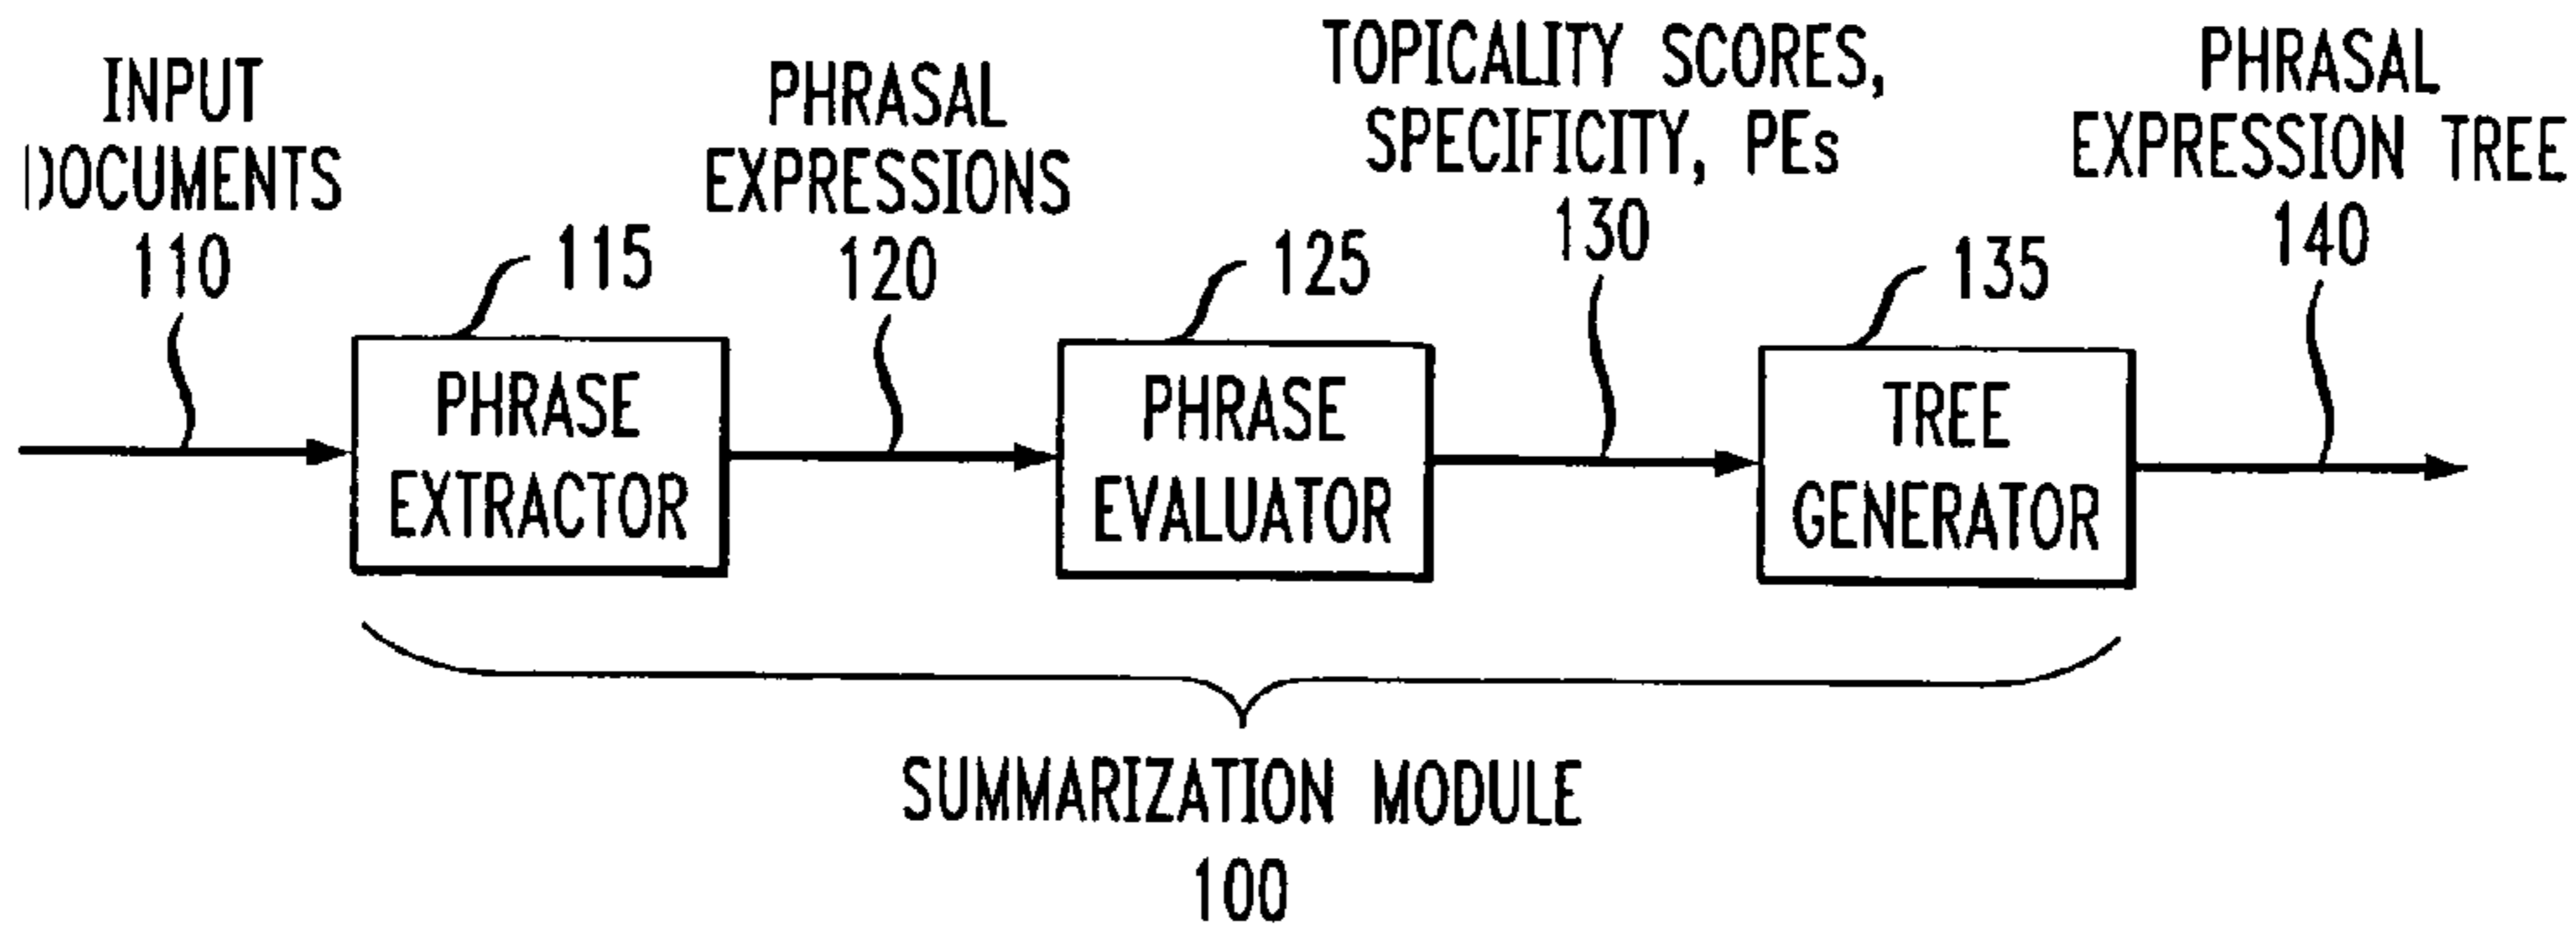 INPUT
DOCUMENTS
110
115
PHRASAL
EXPRESSIONS
120
125
TOPICALITY SCORES,
SPECIFICITY, PEs
130
135
PHRASAL
EXPRESSION TREE
140
PHRASE
EXTRACTOR
PHRASE
EVALUATOR
TREE
GENERATOR
SUMMARIZATION MODULE
100